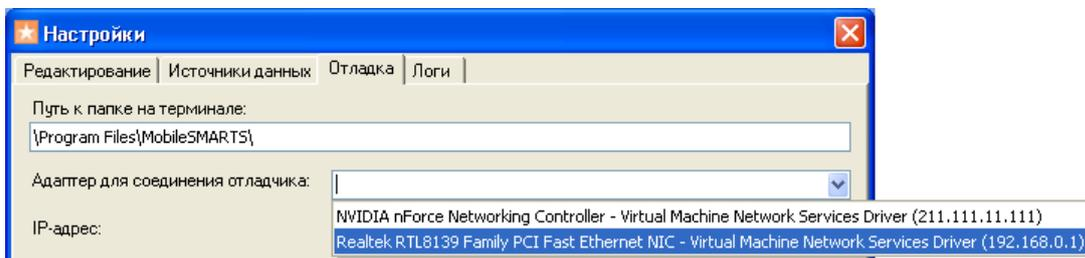 Настройки
Редактирование Источники данных Отладка Логи
Путь к папке на терминале:
\Program Files\MobileSMARTS\
Адаптер для соединения отладчика:
NVIDIA nForce Networking Controller - Virtual Machine Network Services Driver (211.111.11.111)
IP-адрес:
Realtek RTL8139 Family PCI Fast Ethernet NIC - Virtual Machine Network Services Driver (192.168.0.1)